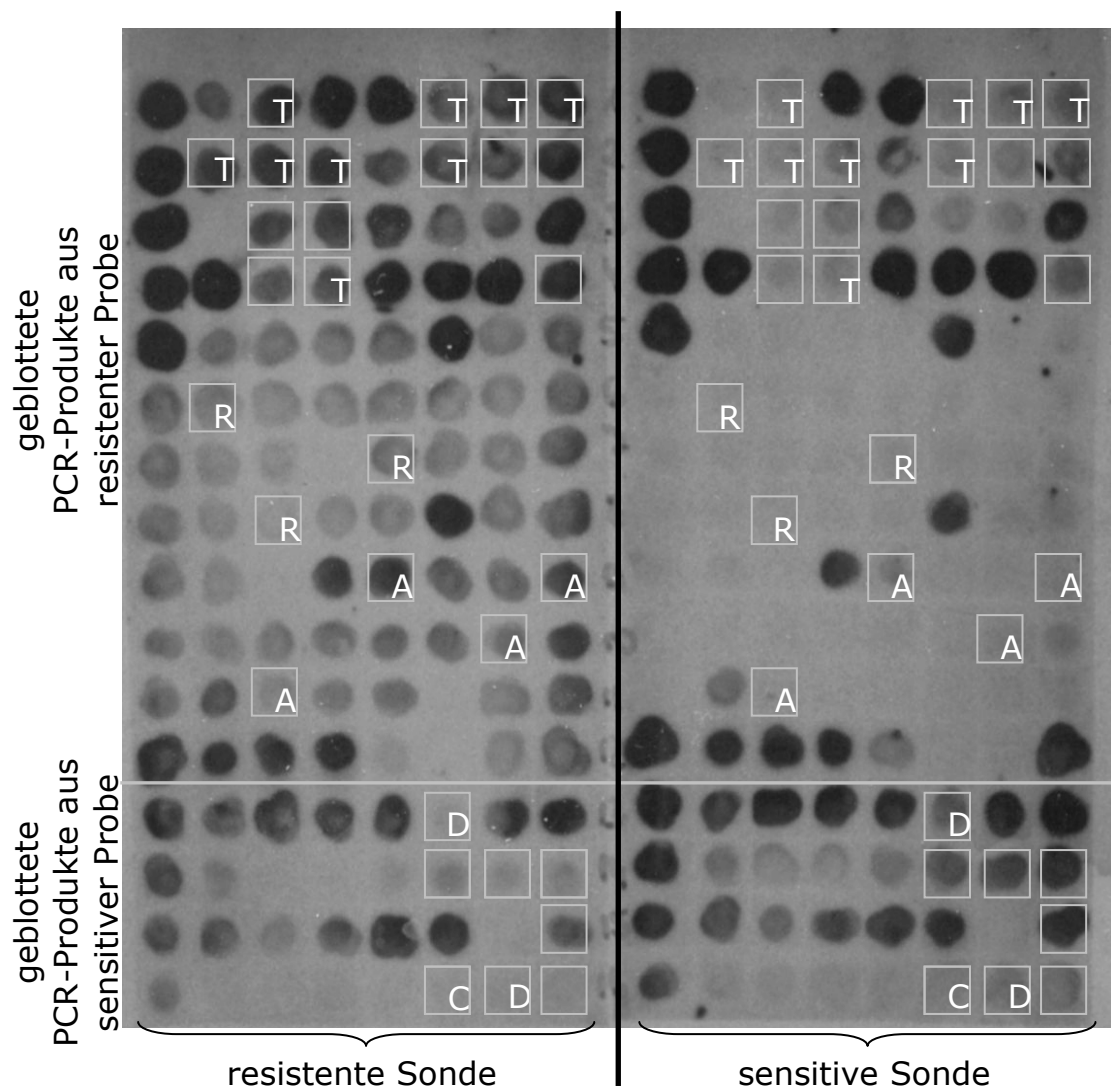 geblottete
PCR-Produkte aus
resistenter Probe
T T T T T T T T
T T T T T T T T
T T
R R
R R
R R
A A A A
A A
A A
geblottete
PCR-Produkte aus
sensitiver Probe
D D
C D C D
resistente Sonde
sensitive Sonde